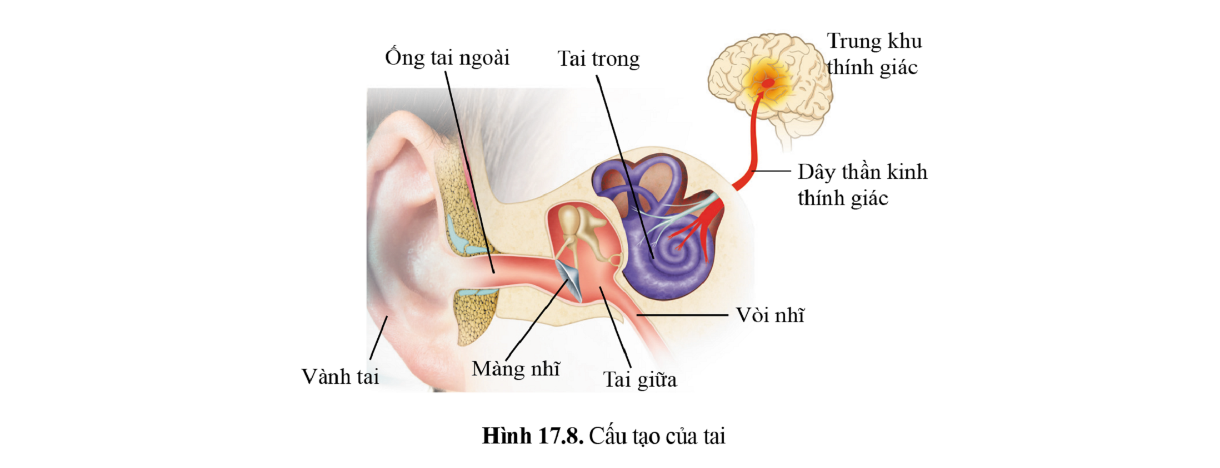 Trung khu
thính giác
Ống tai ngoài
Tai trong
Dây thần kinh
thính giác
Vòi nhĩ
Màng nhĩ
Vành tai
Tai giữa
Hình 17.8. Cấu tạo của tai